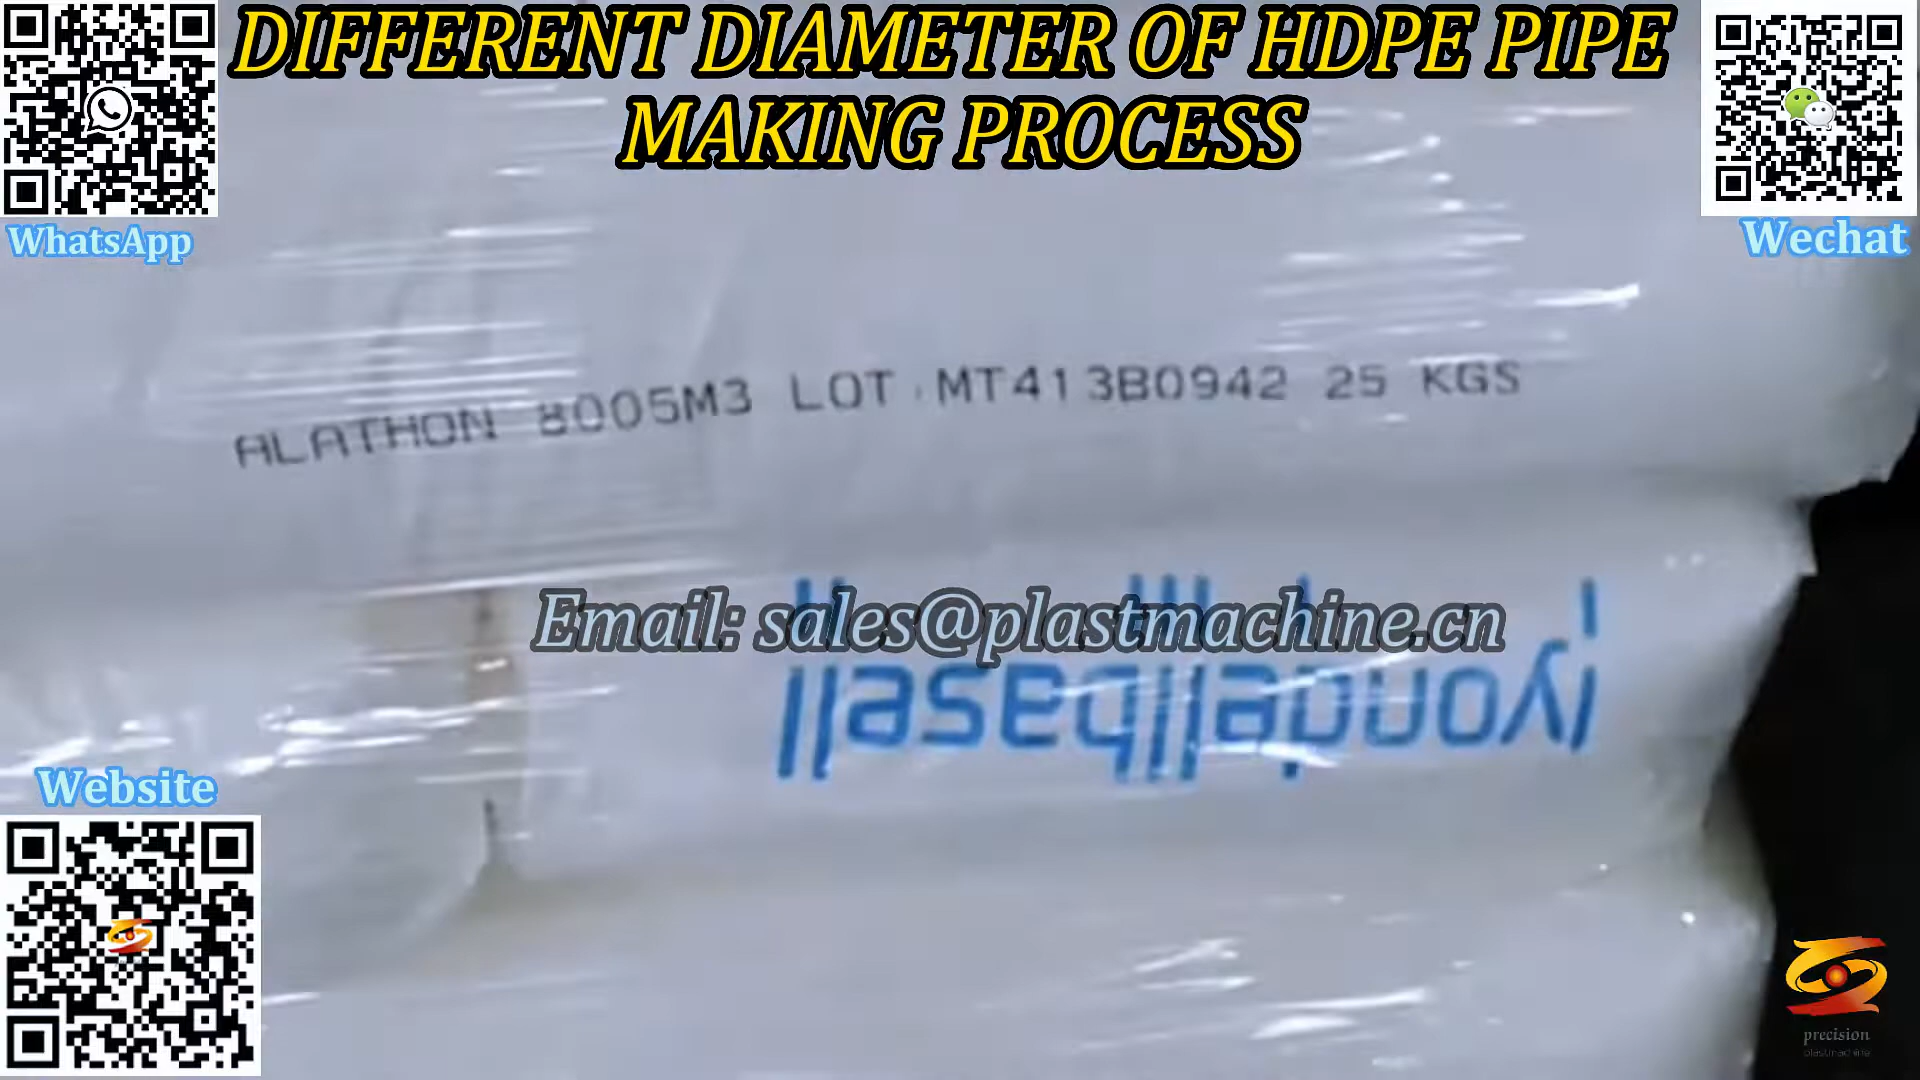 DIFFERENT DIAMETER OF HDPE PIPE
MAKING PROCESS
WhatsApp
Wechat
ALATHON 8005M3 LOT MT413B0942 25 KGS
Email: sales@plastmachine.cn
lyondellbasell
Website
precision
plastmachine